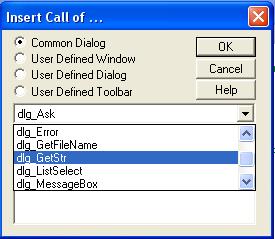 Insert Call of ...
Common Dialog
User Defined Window
User Defined Dialog
User Defined Toolbar
OK
Cancel
Help
dlg_Ask
dlg_Error
dlg_GetFileName
dlg_GetStr
dlg_ListSelect
dlg_MessageBox